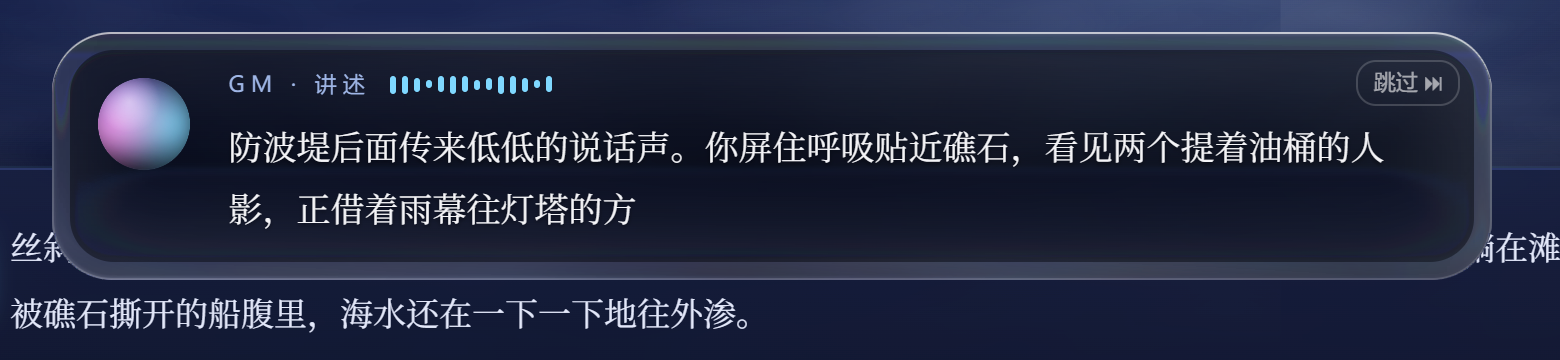 GM · 讲述
跳过
防波堤后面传来低低的说话声。你屏住呼吸贴近礁石，看见两个提着油桶的人
影，正借着雨幕往灯塔的方
丝
在滩
被礁石撕开的船腹里，海水还在一下一下地往外渗。